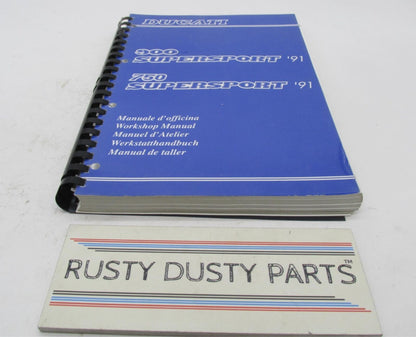 DUCATI
900 SUPERSPORT '91
750 SUPERSPORT '91
Manuale d'officina
Workshop Manual
Manuel d'Atelier
Werkstatthandbuch
Manual de taller
RUSTY DUSTY PARTS™